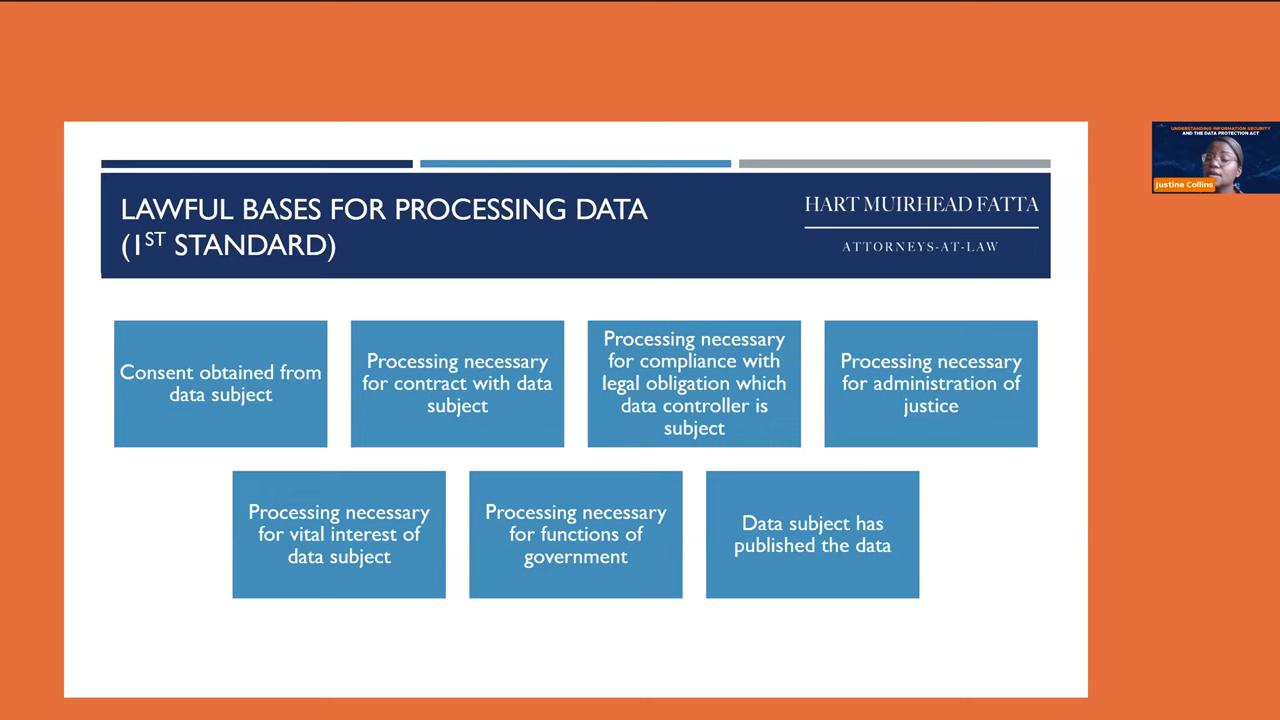 LAWFUL BASES FOR PROCESSING DATA
(1ST STANDARD)
HART MUIRHEAD FATTA
ATTORNEYS-AT-LAW
UNDERSTANDING INFORMATION SECURITY
AND THE DATA PROTECTION ACT
Justine Collins
Consent obtained from
data subject
Processing necessary
for contract with data
subject
Processing necessary
for compliance with
legal obligation which
data controller is
subject
Processing necessary
for administration of
justice
Processing necessary
for vital interest of
data subject
Processing necessary
for functions of
government
Data subject has
published the data